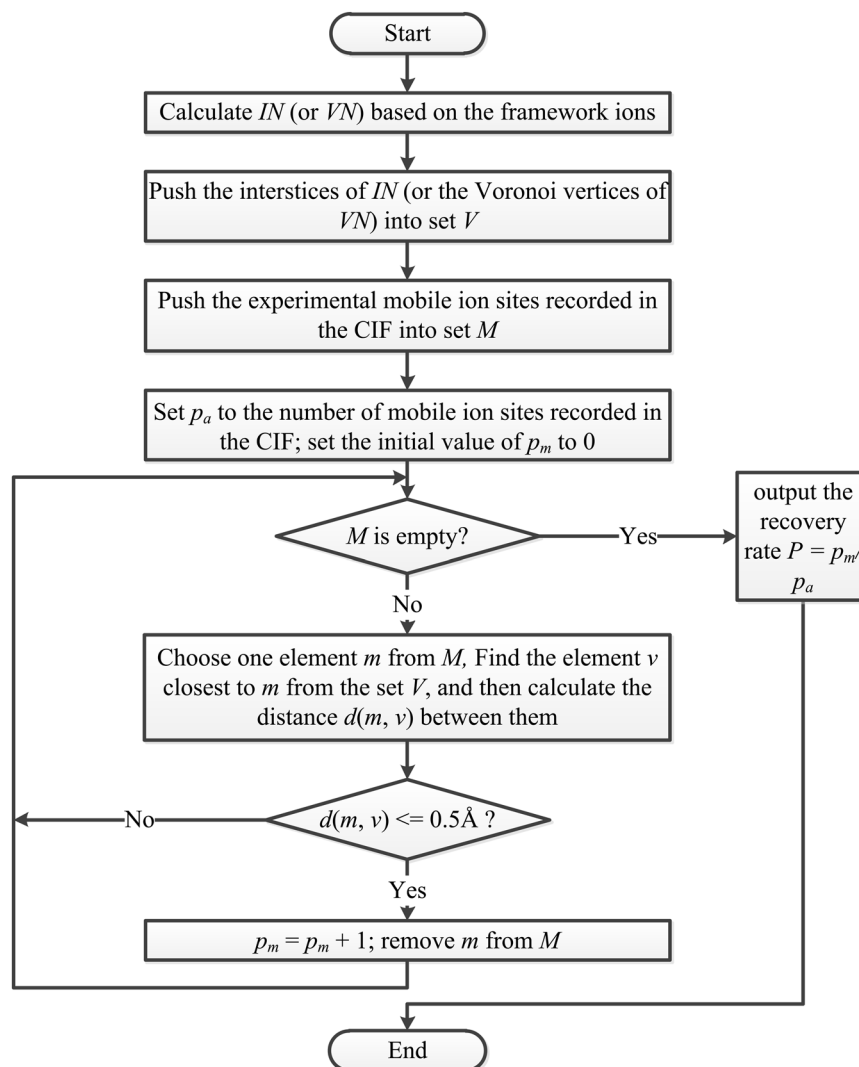 Start
Calculate IN (or VN) based on the framework ions
Push the interstices of IN (or the Voronoi vertices of
VN) into set V
Push the experimental mobile ion sites recorded in
the CIF into set M
Set pa to the number of mobile ion sites recorded in
the CIF; set the initial value of pm to 0
M is empty?
Yes
output the
recovery
rate P = pm/
pa
No
Choose one element m from M, Find the element v
closest to m from the set V, and then calculate the
distance d(m, v) between them
d(m, v) <= 0.5Å ?
No
Yes
pm = pm + 1; remove m from M
End